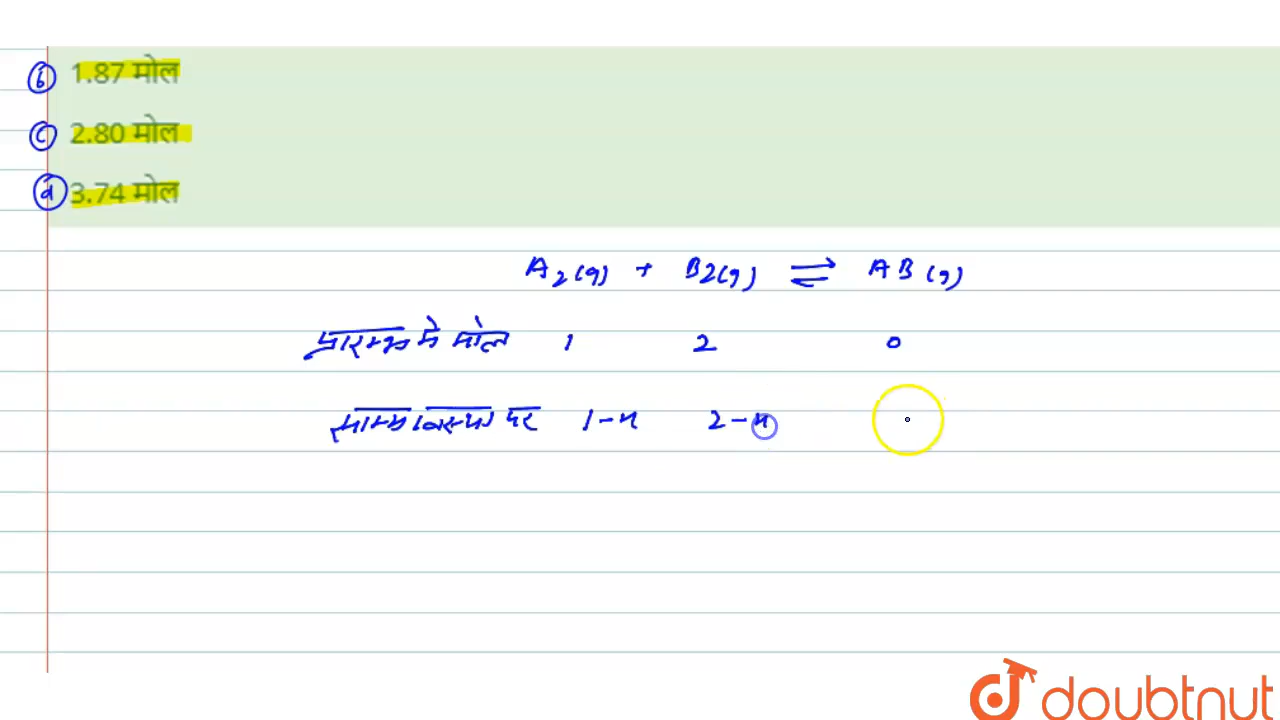 (b) 1.87 मोल
(c) 2.80 मोल
(d) 3.74 मोल
A2(g) + B2(g) ⇌ AB(g)
प्रारम्भ में मोल 1 2 0
साम्यावस्था पर 1-x 2-x
doubtnut